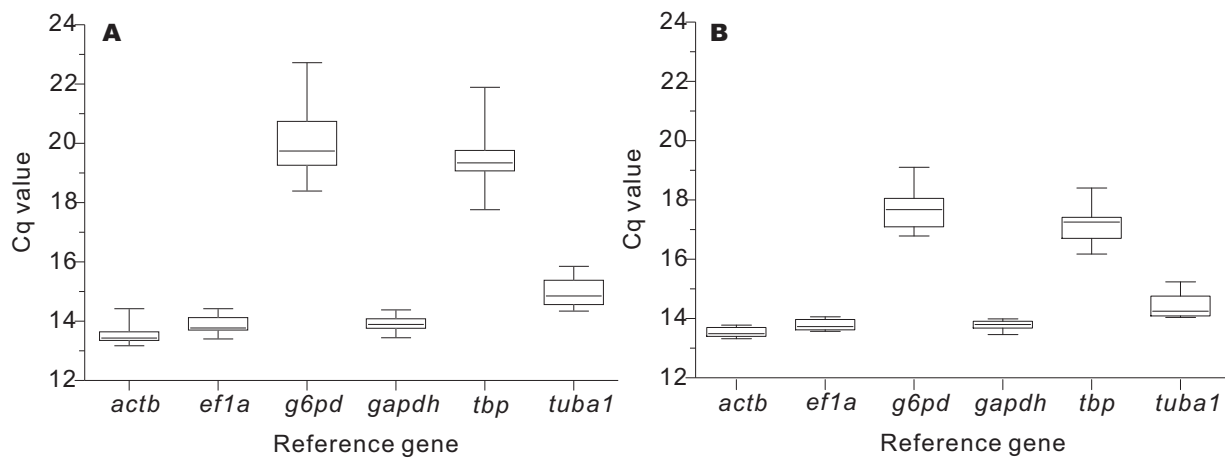 A
24
22
20
18
16
14
12
Cq value
actb ef1a g6pd gapdh tbp tuba1
Reference gene
B
24
22
20
18
16
14
12
Cq value
actb ef1a g6pd gapdh tbp tuba1
Reference gene